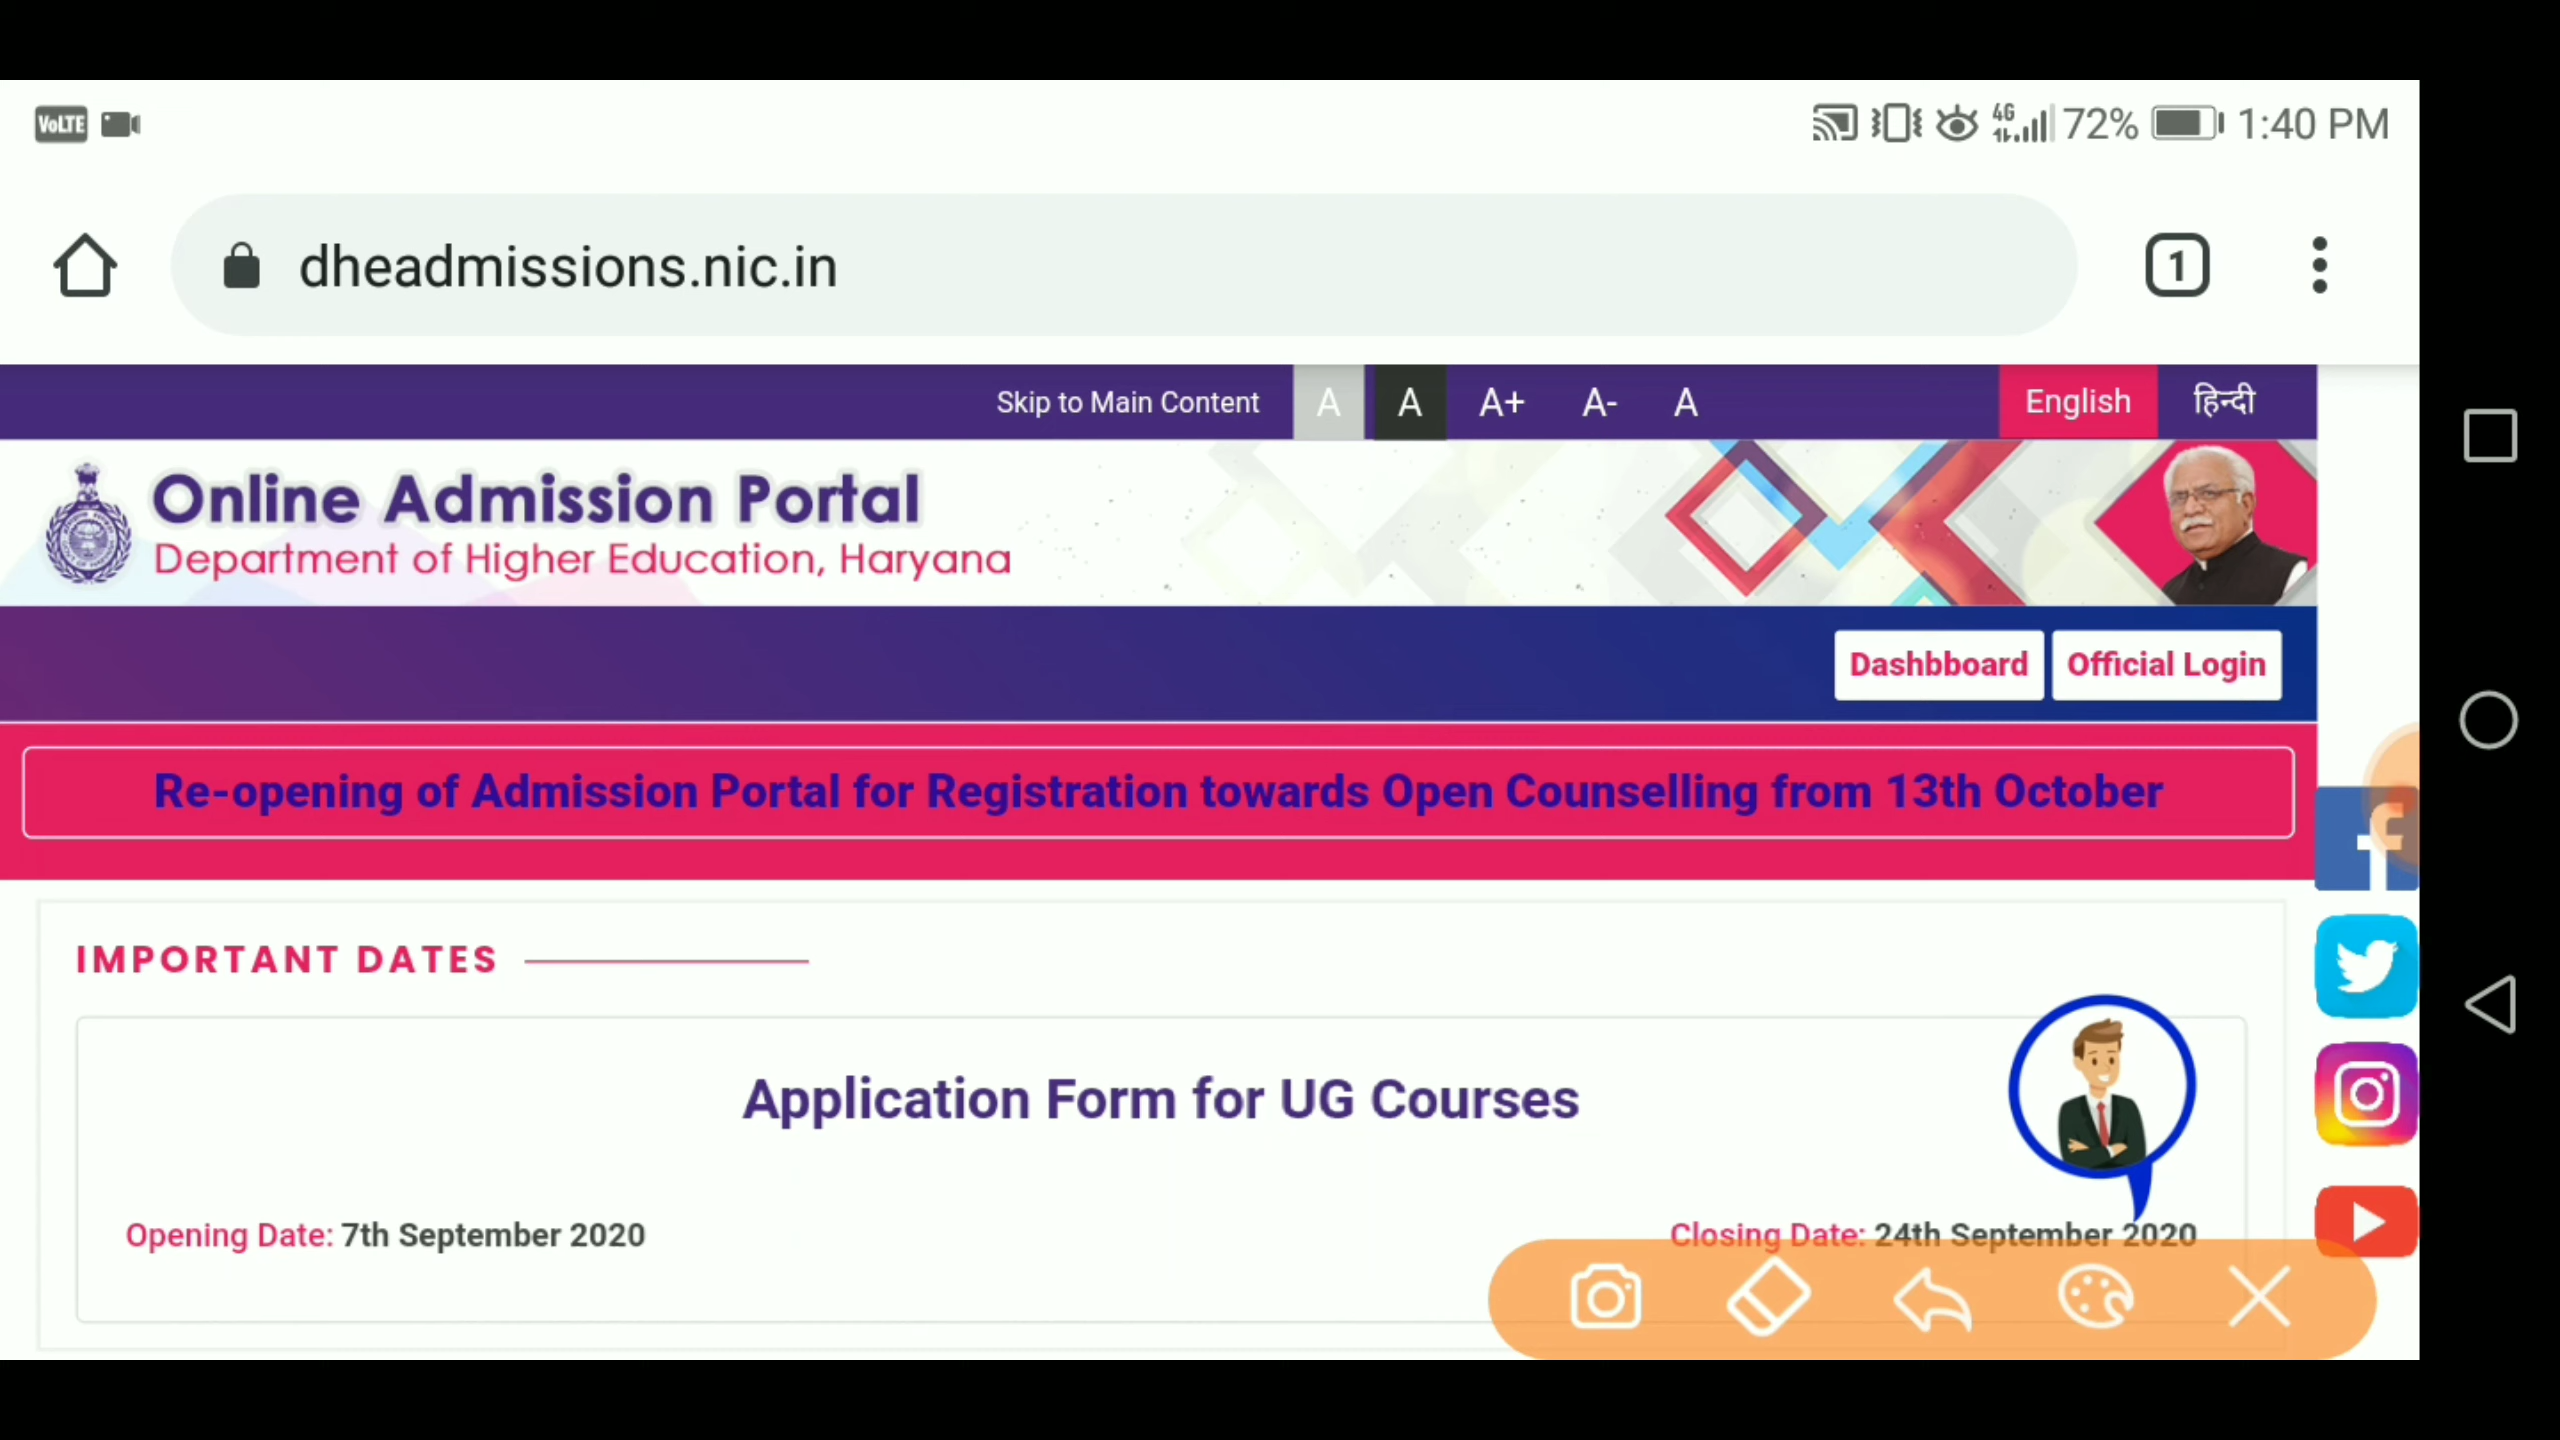 VoLTE
4G 72% 1:40 PM
dheadmissions.nic.in
1
Skip to Main Content A A A+ A- A English हिन्दी
Online Admission Portal
Department of Higher Education, Haryana
Dashbboard Official Login
Re-opening of Admission Portal for Registration towards Open Counselling from 13th October
IMPORTANT DATES
Application Form for UG Courses
Opening Date: 7th September 2020 Closing Date: 24th September 2020